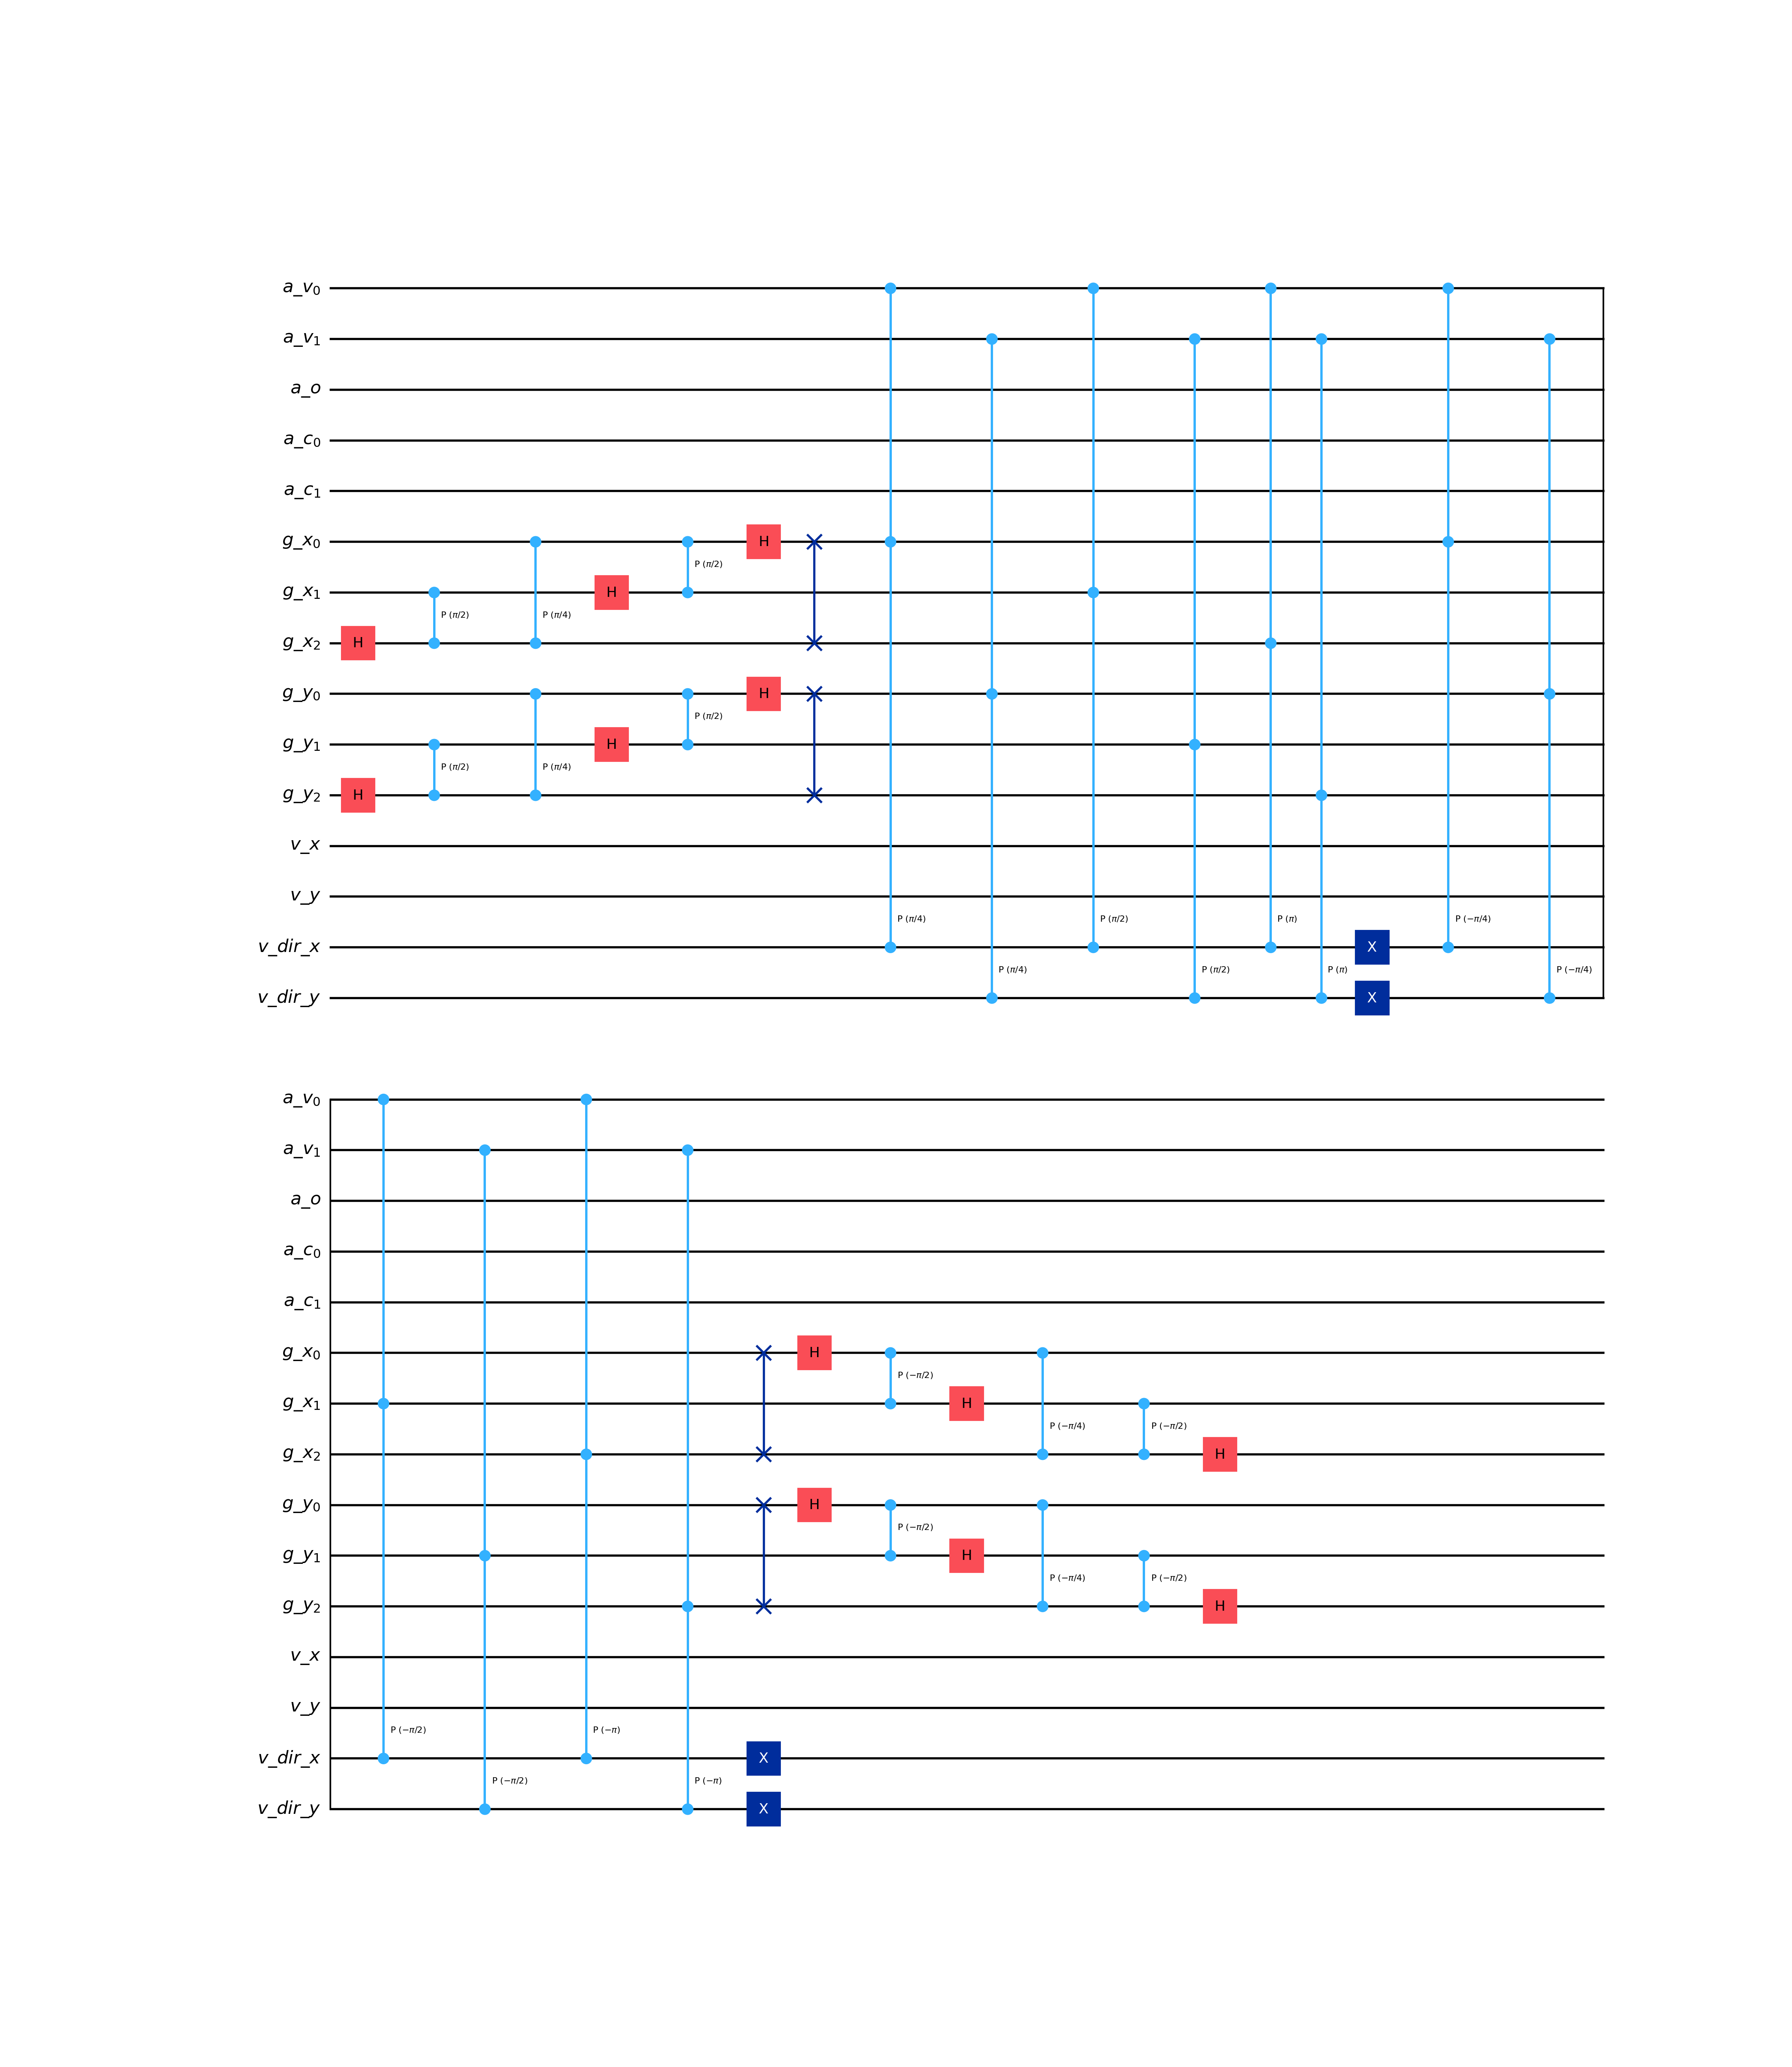 a_v₀
a_v₁
a_o
a_c₀
a_c₁
g_x₀ H
P (π/2)
g_x₁ H
P (π/2) P (π/4)
g_x₂ H
g_y₀ H
P (π/2)
g_y₁ H
P (π/2) P (π/4)
g_y₂ H
v_x
v_y
P (π/4) P (π/2) P (π) P (−π/4)
v_dir_x X
P (π/4) P (π/2) P (π) P (−π/4)
v_dir_y X
a_v₀
a_v₁
a_o
a_c₀
a_c₁
g_x₀ H
P (−π/2)
g_x₁ H
P (−π/4) P (−π/2)
g_x₂ H
g_y₀ H
P (−π/2)
g_y₁ H
P (−π/4) P (−π/2)
g_y₂ H
v_x
v_y
P (−π/2) P (−π)
v_dir_x X
P (−π/2) P (−π)
v_dir_y X